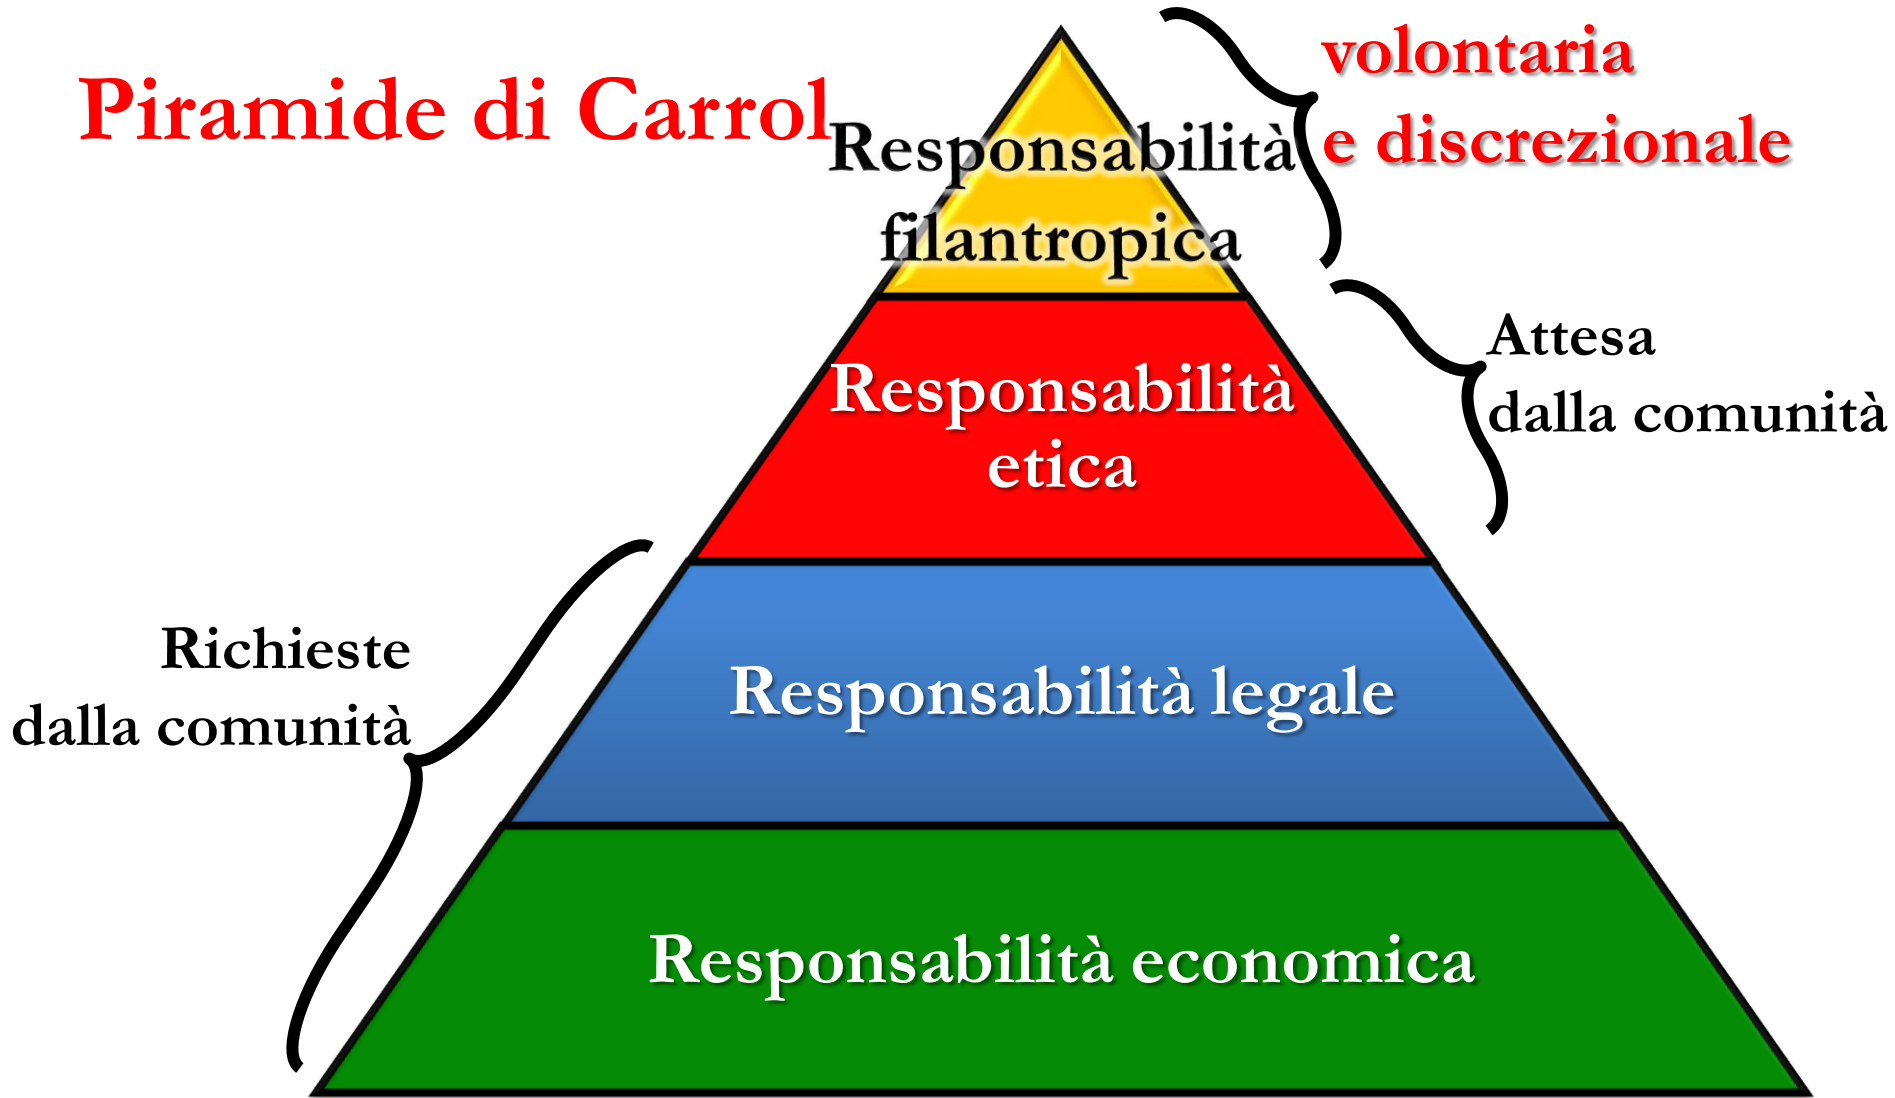 Piramide di Carrol
volontaria
e discrezionale
Responsabilità
filantropica
Attesa
dalla comunità
Responsabilità
etica
Richieste
dalla comunità
Responsabilità legale
Responsabilità economica